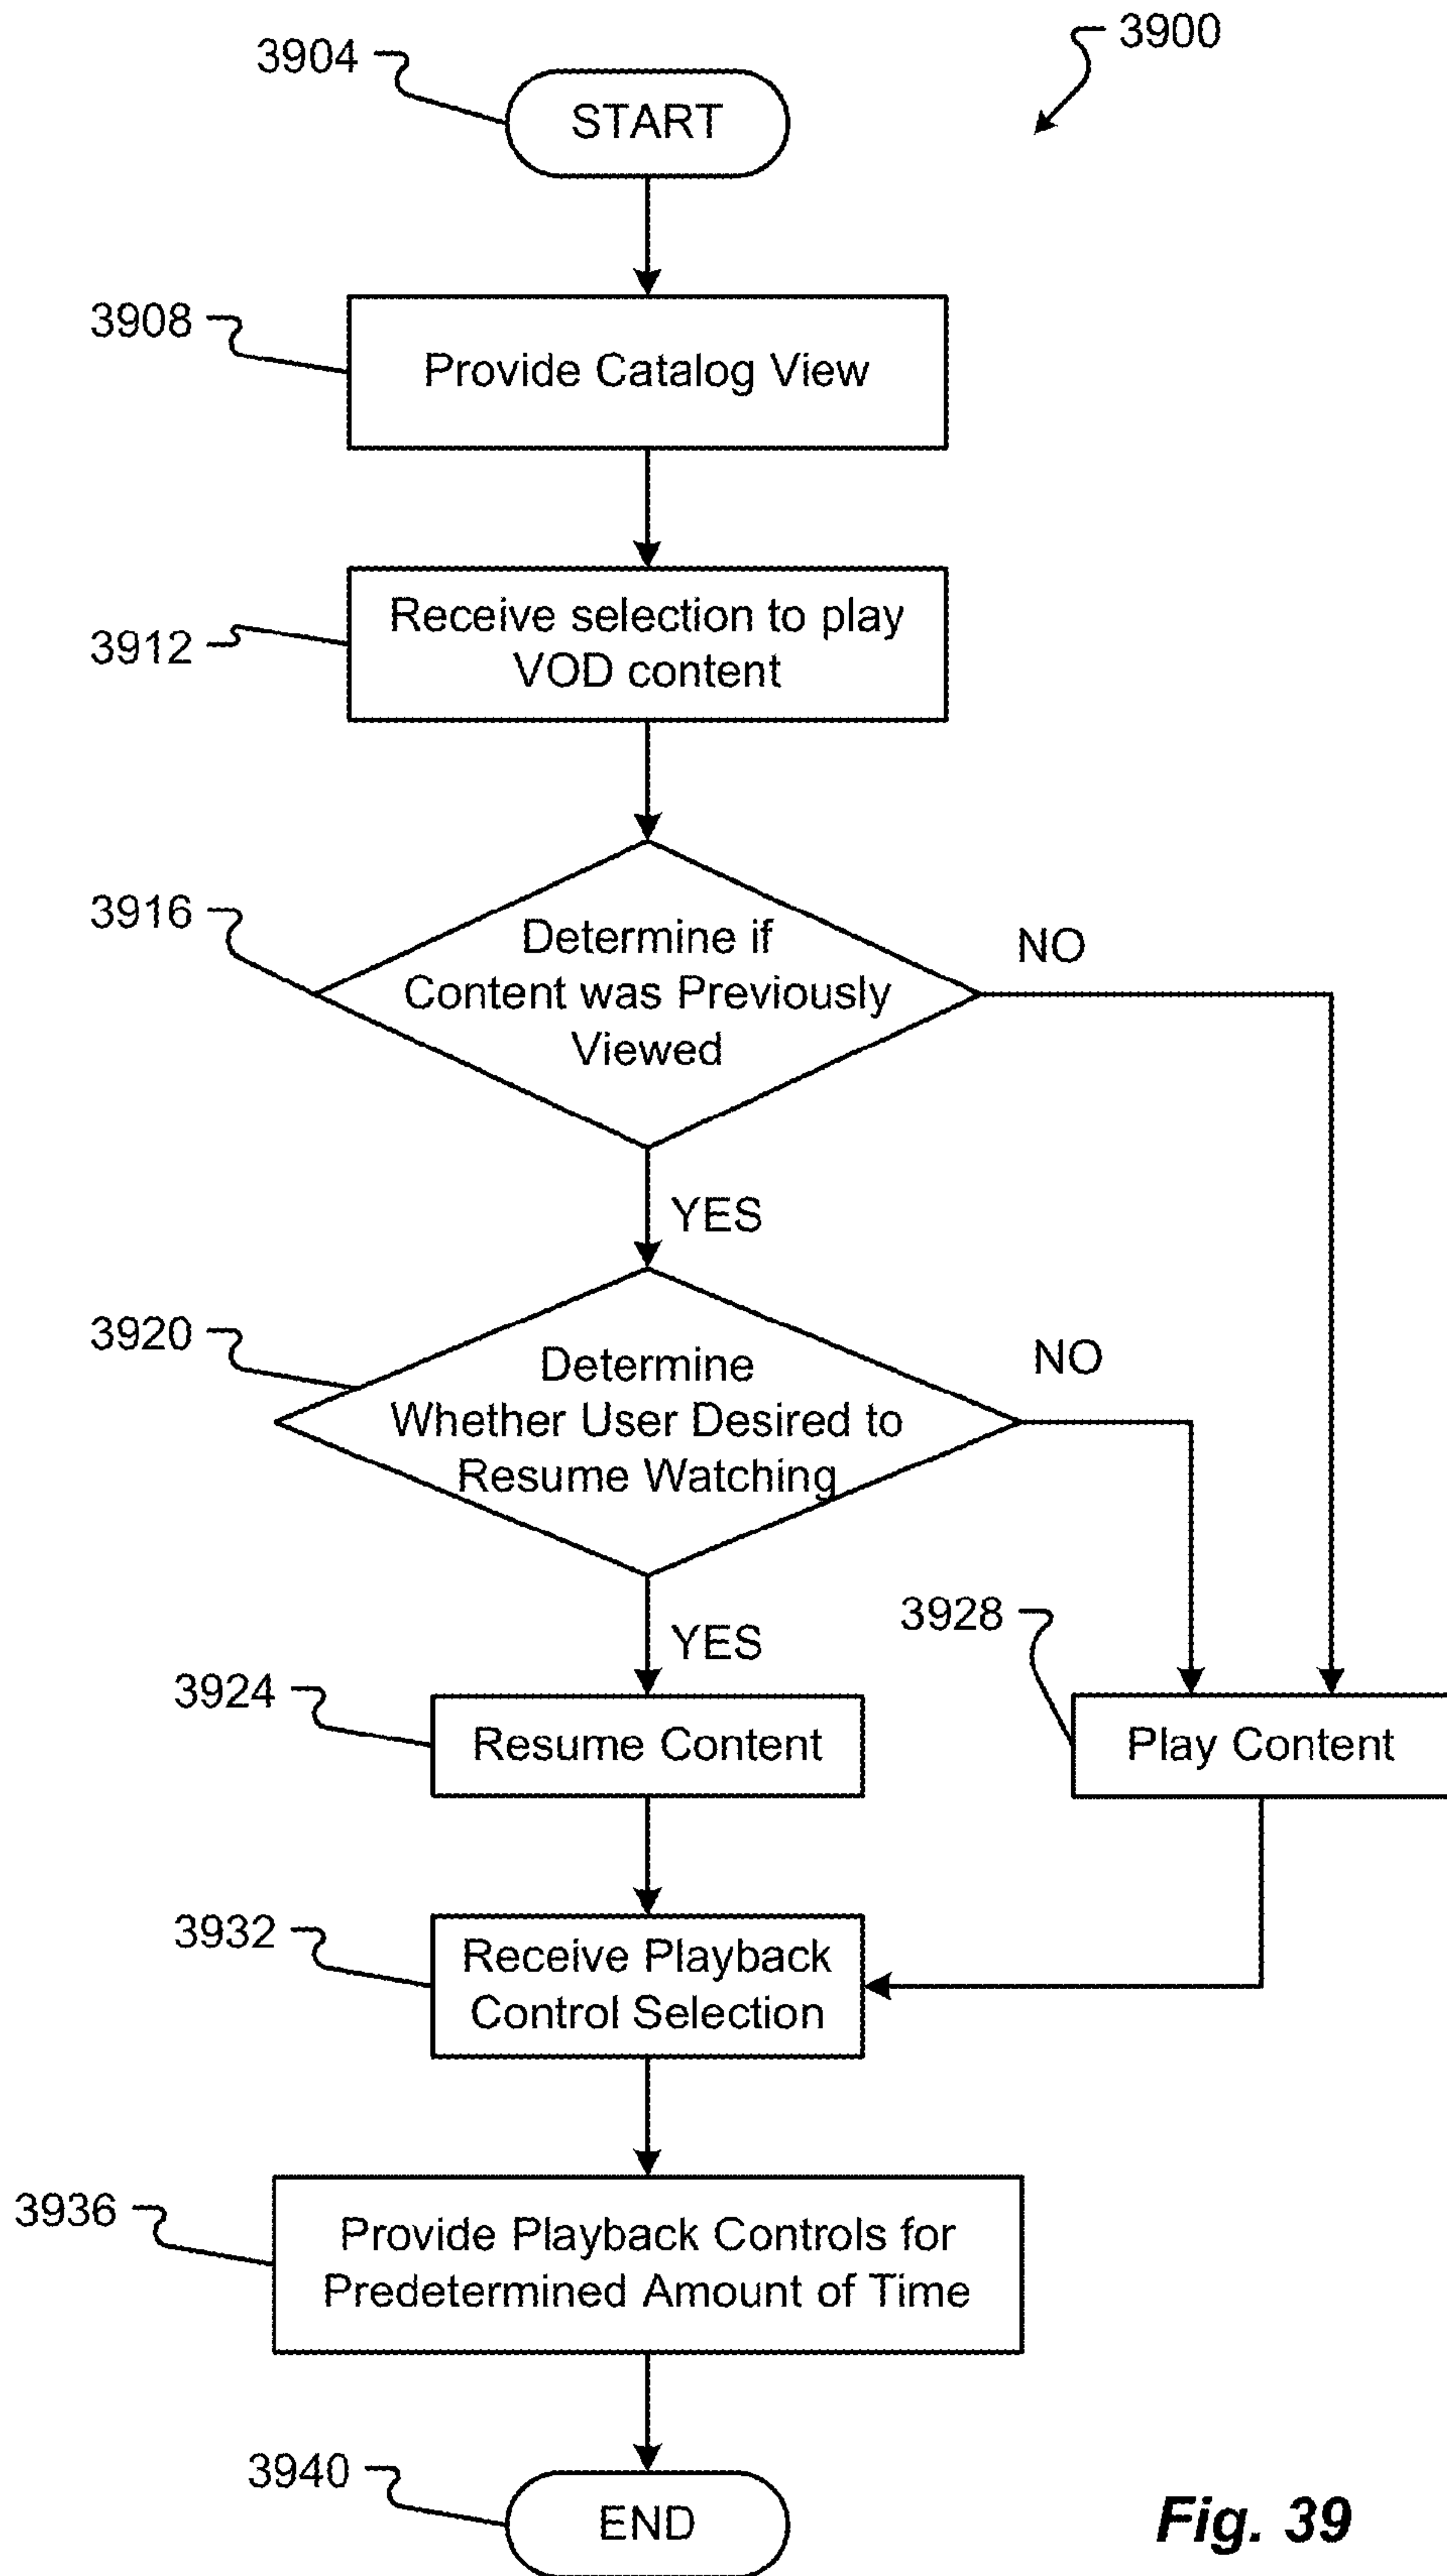 3900
3904
START
3908
Provide Catalog View
3912
Receive selection to play
VOD content
3916
Determine if
Content was Previously
Viewed
NO
YES
3920
Determine
Whether User Desired to
Resume Watching
NO
YES
3924
Resume Content
3928
Play Content
3932
Receive Playback
Control Selection
3936
Provide Playback Controls for
Predetermined Amount of Time
3940
END
Fig. 39